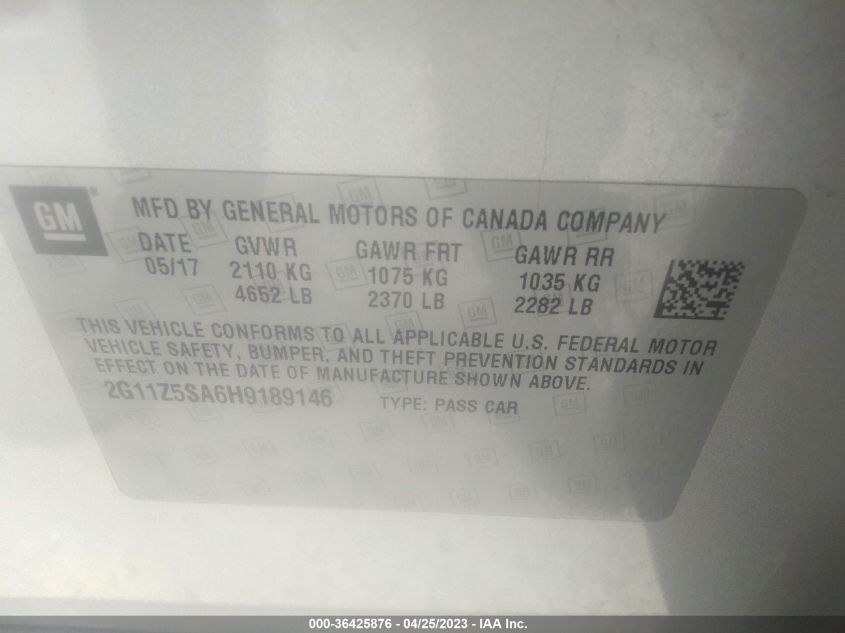 GM
MFD BY GENERAL MOTORS OF CANADA COMPANY
DATE GVWR GAWR FRT GAWR RR
05/17 2110 KG 1075 KG 1035 KG
4652 LB 2370 LB 2282 LB
THIS VEHICLE CONFORMS TO ALL APPLICABLE U.S. FEDERAL MOTOR
VEHICLE SAFETY, BUMPER, AND THEFT PREVENTION STANDARDS IN
EFFECT ON THE DATE OF MANUFACTURE SHOWN ABOVE.
2G11Z5SA6H9189146 TYPE: PASS CAR
000-36425876 - 04/25/2023 - IAA Inc.